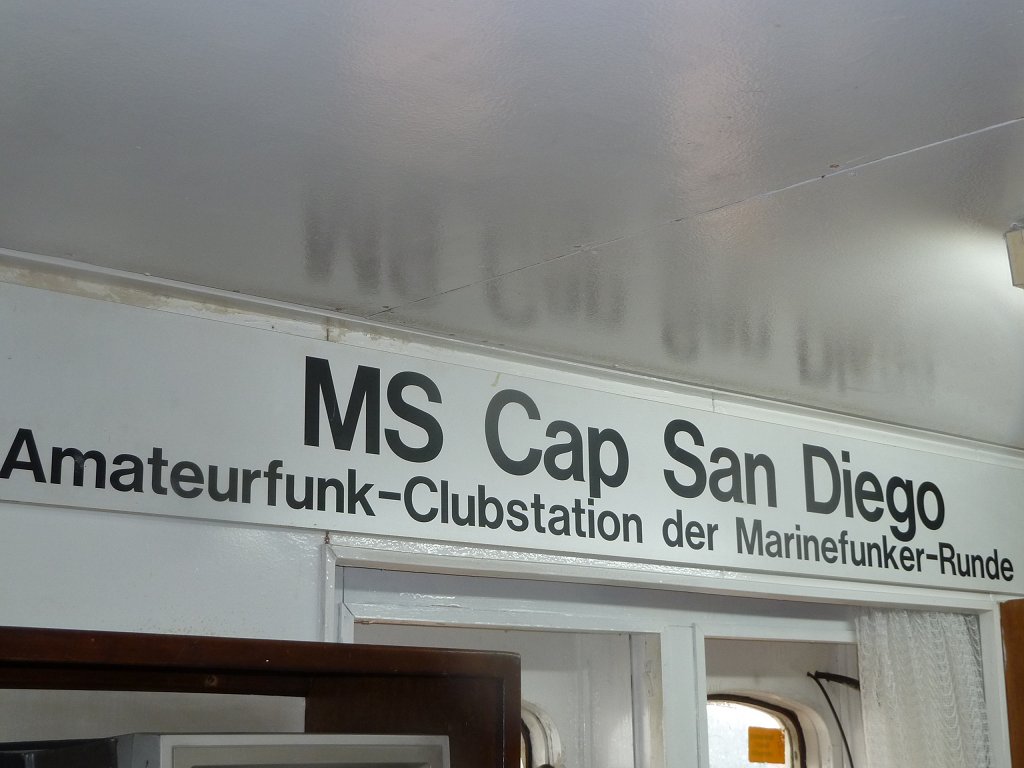 MS Cap San Diego
Amateurfunk-Clubstation der Marinefunker-Runde